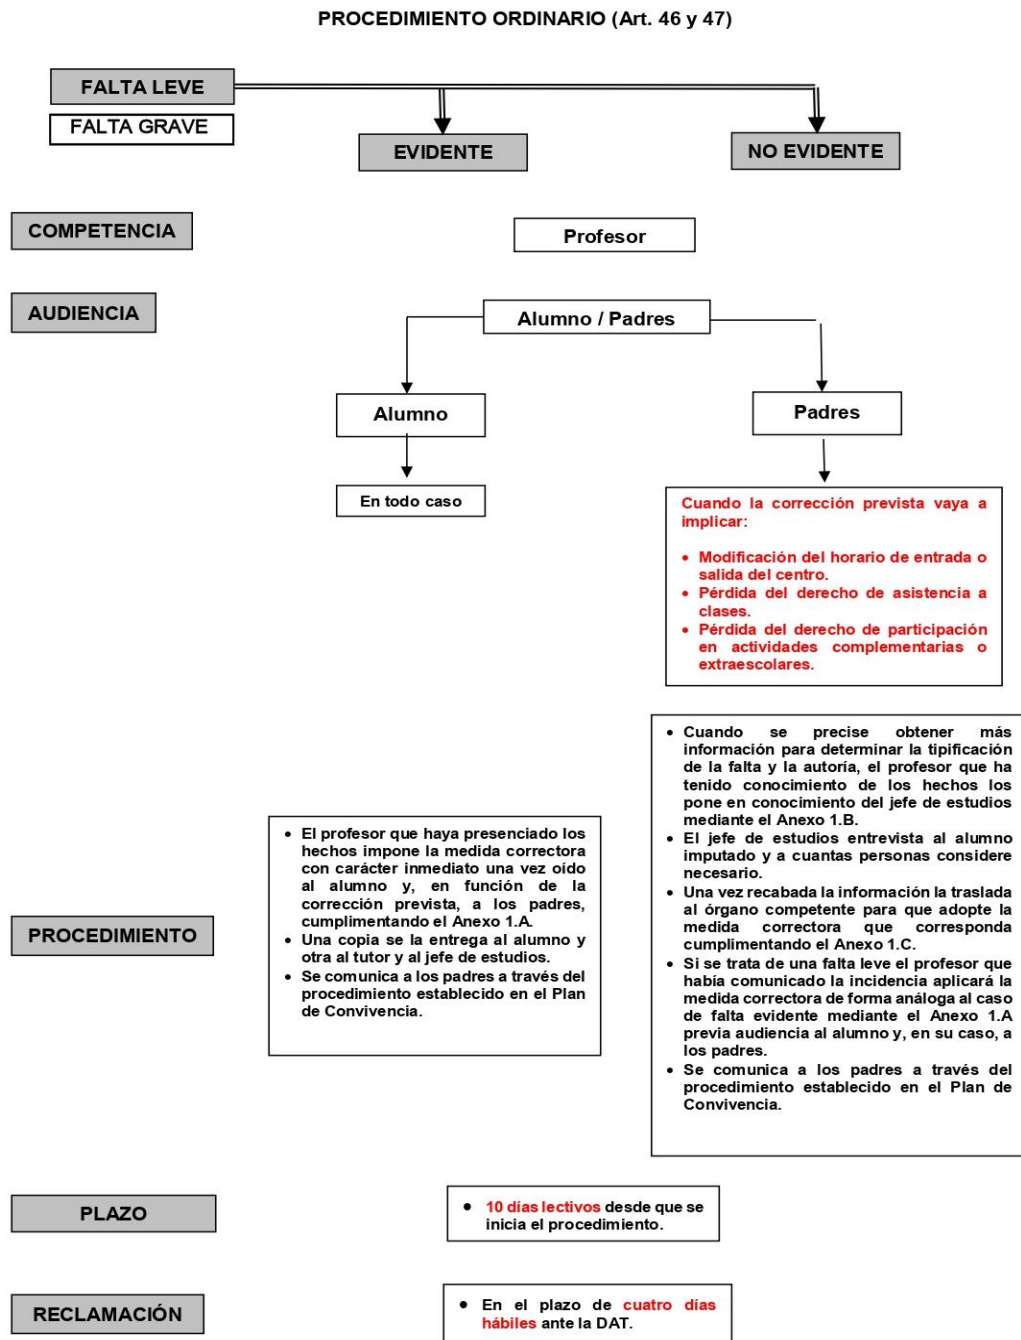 PROCEDIMIENTO ORDINARIO (Art. 46 y 47)
FALTA LEVE
FALTA GRAVE
EVIDENTE
NO EVIDENTE
COMPETENCIA
Profesor
AUDIENCIA
Alumno / Padres
Alumno
Padres
En todo caso
Cuando la corrección prevista vaya a
implicar:
• Modificación del horario de entrada o
salida del centro.
• Pérdida del derecho de asistencia a
clases.
• Pérdida del derecho de participación
en actividades complementarias o
extraescolares.
PROCEDIMIENTO
• El profesor que haya presenciado los
hechos impone la medida correctora
con carácter inmediato una vez oído
al alumno y, en función de la
corrección prevista, a los padres,
cumplimentando el Anexo 1.A.
• Una copia se la entrega al alumno y
otra al tutor y al jefe de estudios.
• Se comunica a los padres a través del
procedimiento establecido en el Plan
de Convivencia.
• Cuando se precise obtener más
información para determinar la tipificación
de la falta y la autoría, el profesor que ha
tenido conocimiento de los hechos los
pone en conocimiento del jefe de estudios
mediante el Anexo 1.B.
• El jefe de estudios entrevista al alumno
imputado y a cuantas personas considere
necesario.
• Una vez recabada la información la traslada
al órgano competente para que adopte la
medida correctora que corresponda
cumplimentando el Anexo 1.C.
• Si se trata de una falta leve el profesor que
había comunicado la incidencia aplicará la
medida correctora de forma análoga al caso
de falta evidente mediante el Anexo 1.A
previa audiencia al alumno y, en su caso, a
los padres.
• Se comunica a los padres a través del
procedimiento establecido en el Plan de
Convivencia.
PLAZO
• 10 días lectivos desde que se
inicia el procedimiento.
RECLAMACIÓN
• En el plazo de cuatro días
hábiles ante la DAT.